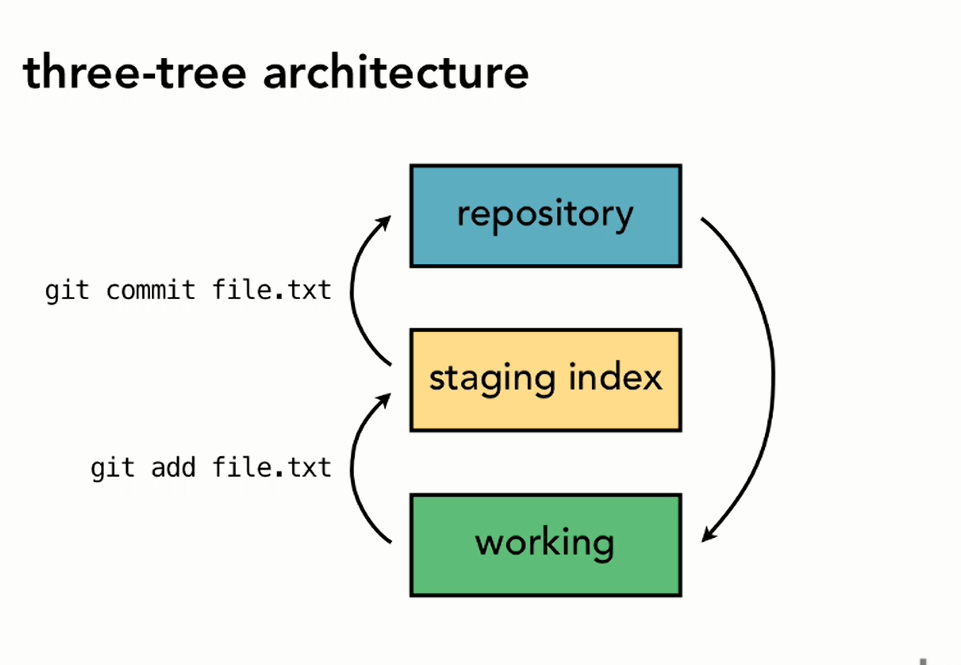 three-tree architecture
repository
git commit file.txt
staging index
git add file.txt
working